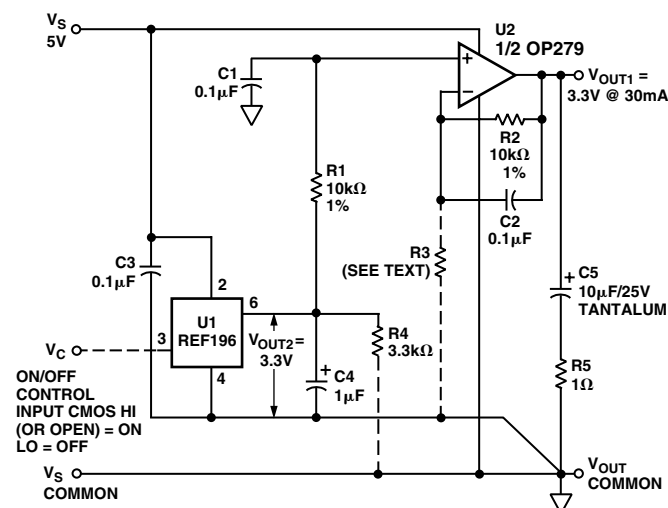 VS
5V
U2
1/2 OP279
C1
0.1µF
VOUT1 =
3.3V @ 30mA
R2
10kΩ
1%
R1
10kΩ
1%
C2
0.1µF
C3
0.1µF
R3
(SEE TEXT)
C5
10µF/25V
TANTALUM
2
U1
REF196
6
3
4
VOUT2 =
3.3V
R4
3.3kΩ
C4
1µF
R5
1Ω
VC
ON/OFF
CONTROL
INPUT CMOS HI
(OR OPEN) = ON
LO = OFF
VS
COMMON
VOUT
COMMON